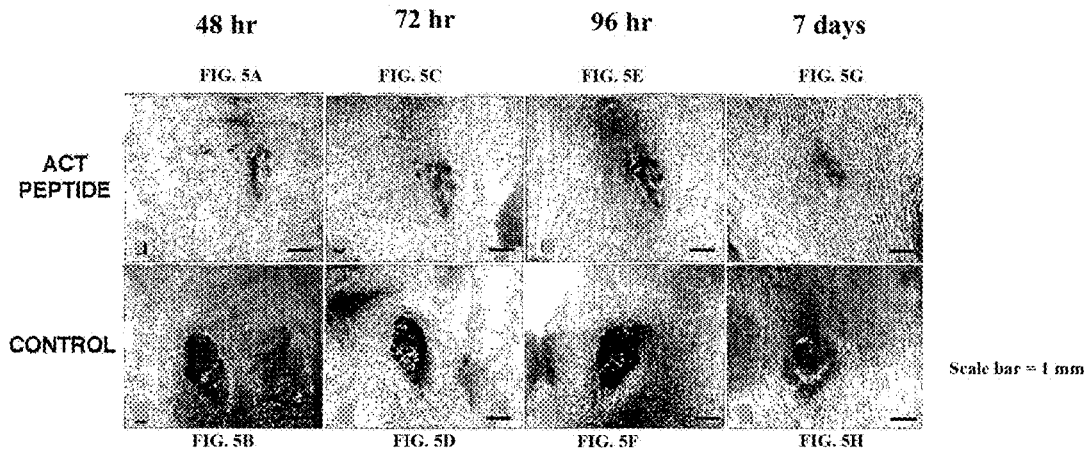 48 hr 72 hr 96 hr 7 days
FIG. 5A FIG. 5C FIG. 5E FIG. 5G
ACT
PEPTIDE
CONTROL
Scale bar = 1 mm
FIG. 5B FIG. 5D FIG. 5F FIG. 5H